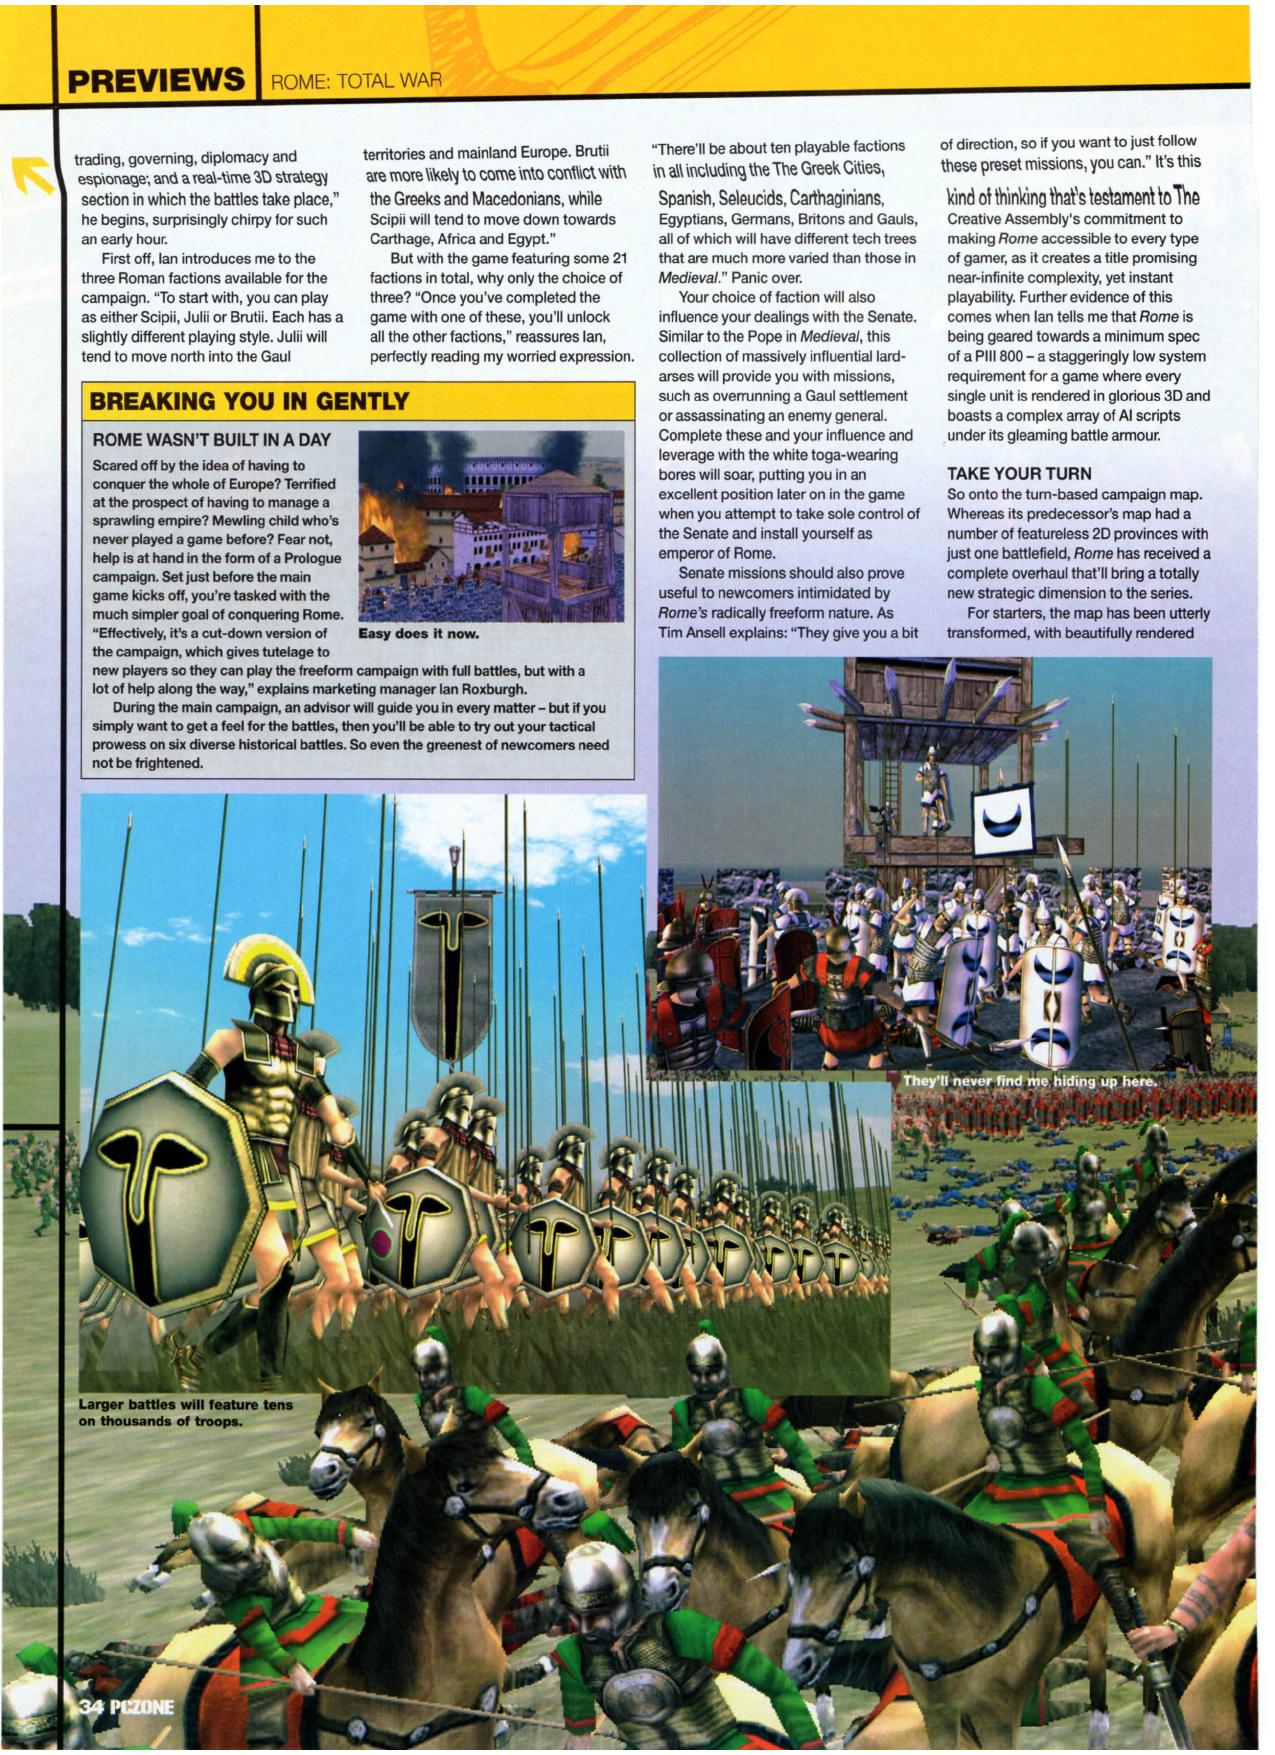 PREVIEWS
ROME: TOTAL WAR
trading, governing, diplomacy and
espionage; and a real-time 3D strategy
section in which the battles take place,”
he begins, surprisingly chirpy for such
an early hour.
First off, Ian introduces me to the
three Roman factions available for the
campaign. “To start with, you can play
as either Scipii, Julii or Brutii. Each has a
slightly different playing style. Julii will
tend to move north into the Gaul
territories and mainland Europe. Brutii
are more likely to come into conflict with
the Greeks and Macedonians, while
Scipii will tend to move down towards
Carthage, Africa and Egypt.”
But with the game featuring some 21
factions in total, why only the choice of
three? “Once you've completed the
game with one of these, you'll unlock
all the other factions,” reassures Ian,
perfectly reading my worried expression.
“There'll be about ten playable factions
in all including the The Greek Cities,
Spanish, Seleucids, Carthaginians,
Egyptians, Germans, Britons and Gauls,
all of which will have different tech trees
that are much more varied than those in
Medieval.” Panic over.
Your choice of faction will also
influence your dealings with the Senate.
Similar to the Pope in Medieval, this
collection of massively influential lard-
arses will provide you with missions,
such as overrunning a Gaul settlement
or assassinating an enemy general.
Complete these and your influence and
leverage with the white toga-wearing
bores will soar, putting you in an
excellent position later on in the game
when you attempt to take sole control of
the Senate and install yourself as
emperor of Rome.
Senate missions should also prove
useful to newcomers intimidated by
Rome's radically freeform nature. As
Tim Ansell explains: “They give you a bit
of direction, so if you want to just follow
these preset missions, you can.” It's this
kind of thinking that's testament to The
Creative Assembly's commitment to
making Rome accessible to every type
of gamer, as it creates a title promising
near-infinite complexity, yet instant
playability. Further evidence of this
comes when Ian tells me that Rome is
being geared towards a minimum spec
of a PIII 800 – a staggeringly low system
requirement for a game where every
single unit is rendered in glorious 3D and
boasts a complex array of AI scripts
under its gleaming battle armour.
TAKE YOUR TURN
So onto the turn-based campaign map.
Whereas its predecessor's map had a
number of featureless 2D provinces with
just one battlefield, Rome has received a
complete overhaul that'll bring a totally
new strategic dimension to the series.
For starters, the map has been utterly
transformed, with beautifully rendered
BREAKING YOU IN GENTLY
ROME WASN'T BUILT IN A DAY
Scared off by the idea of having to
conquer the whole of Europe? Terrified
at the prospect of having to manage a
sprawling empire? Mewling child who's
never played a game before? Fear not,
help is at hand in the form of a Prologue
campaign. Set just before the main
game kicks off, you're tasked with the
much simpler goal of conquering Rome.
“Effectively, it's a cut-down version of
the campaign, which gives tutelage to
new players so they can play the freeform campaign with full battles, but with a
lot of help along the way,” explains marketing manager Ian Roxburgh.
During the main campaign, an advisor will guide you in every matter – but if you
simply want to get a feel for the battles, then you'll be able to try out your tactical
prowess on six diverse historical battles. So even the greenest of newcomers need
not be frightened.
Easy does it now.
They'll never find me hiding up here.
Larger battles will feature tens
on thousands of troops.
34 PCZONE